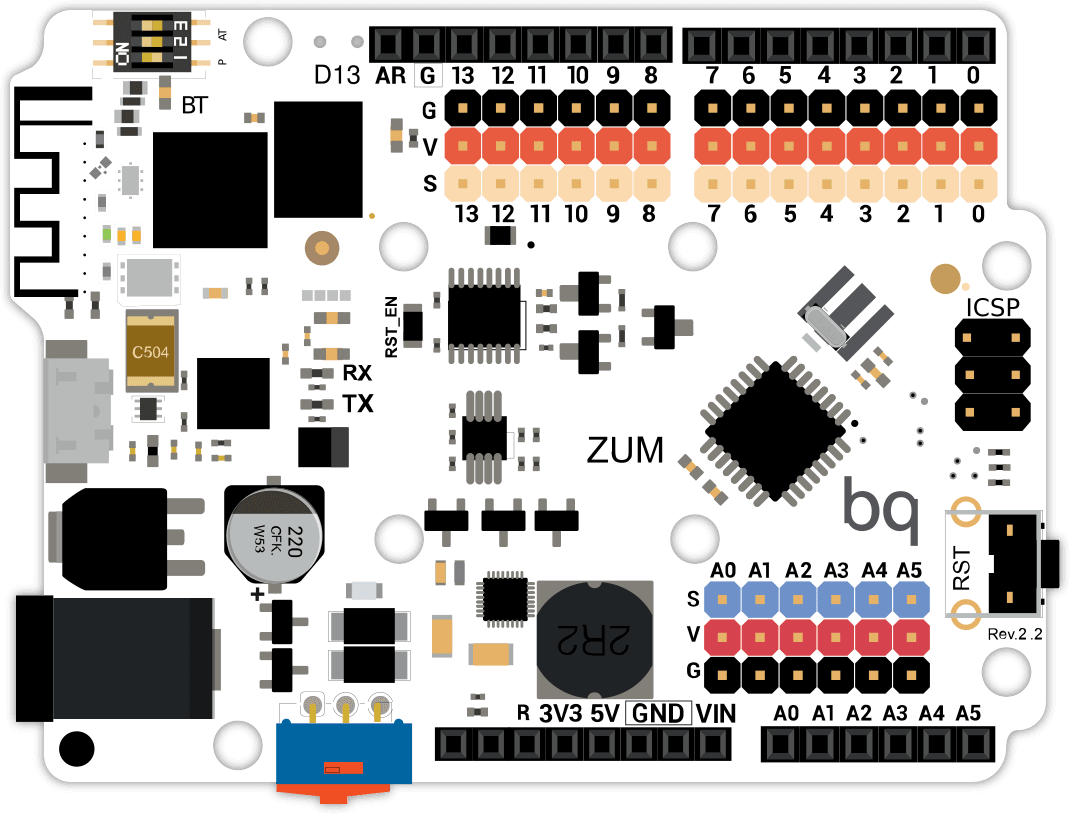 ON
1 2 3
AT
P
BT
D13
AR G 13 12 11 10 9 8 7 6 5 4 3 2 1 0
G
V
S
13 12 11 10 9 8 7 6 5 4 3 2 1 0
ICSP
RST_EN
C504
RX
TX
ZUM
bq
220
CFK.
W53
+
RST
Rev.2.2
A0 A1 A2 A3 A4 A5
S
V
G
2R2
R 3V3 5V GND VIN
A0 A1 A2 A3 A4 A5